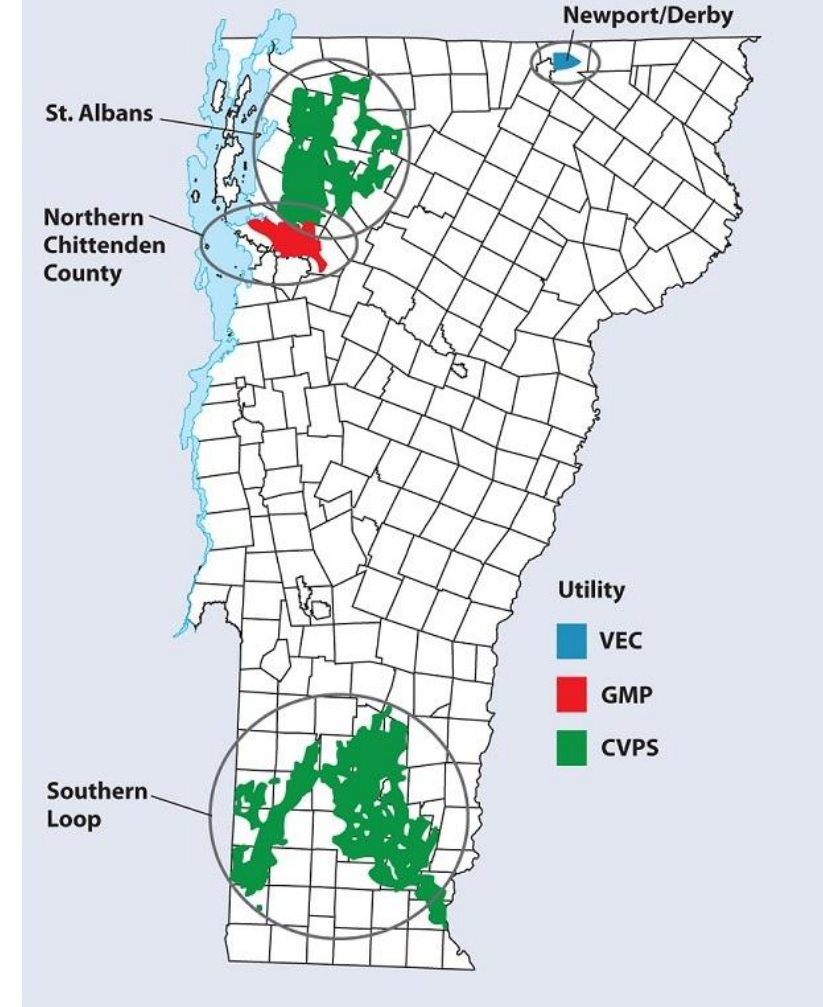 Newport/Derby
St. Albans
Northern
Chittenden
County
Utility
VEC
GMP
CVPS
Southern
Loop